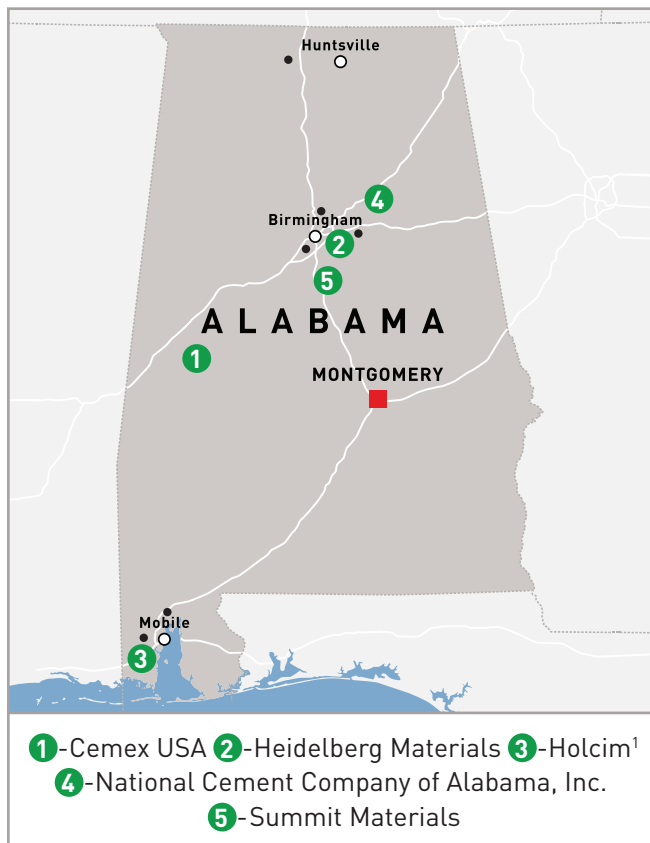 Huntsville
4
Birmingham
2
5
ALABAMA
1
MONTGOMERY
Mobile
3
1-Cemex USA 2-Heidelberg Materials 3-Holcim¹
4-National Cement Company of Alabama, Inc.
5-Summit Materials